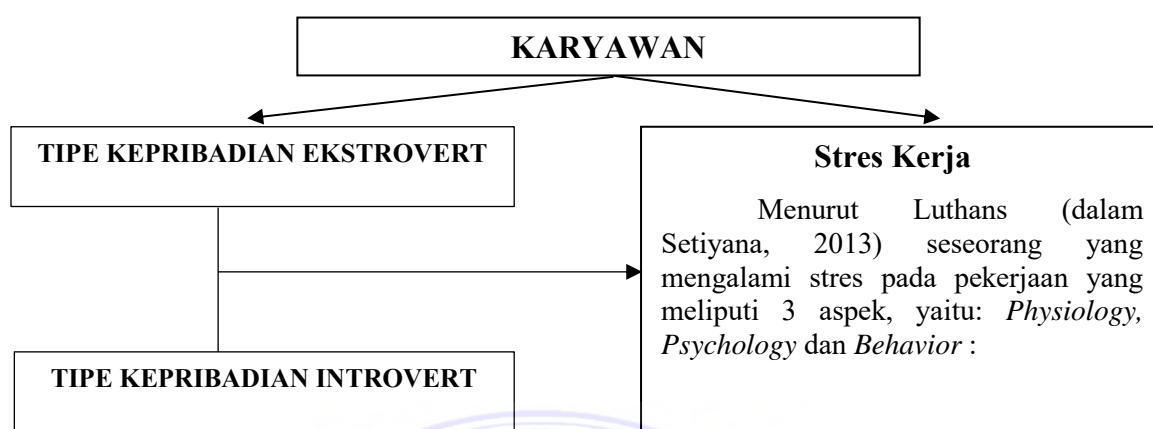 KARYAWAN
TIPE KEPRIBADIAN EKSTROVERT
TIPE KEPRIBADIAN INTROVERT
Stres Kerja
Menurut Luthans (dalam
Setiyana, 2013) seseorang yang
mengalami stres pada pekerjaan yang
meliputi 3 aspek, yaitu: Physiology,
Psychology dan Behavior :